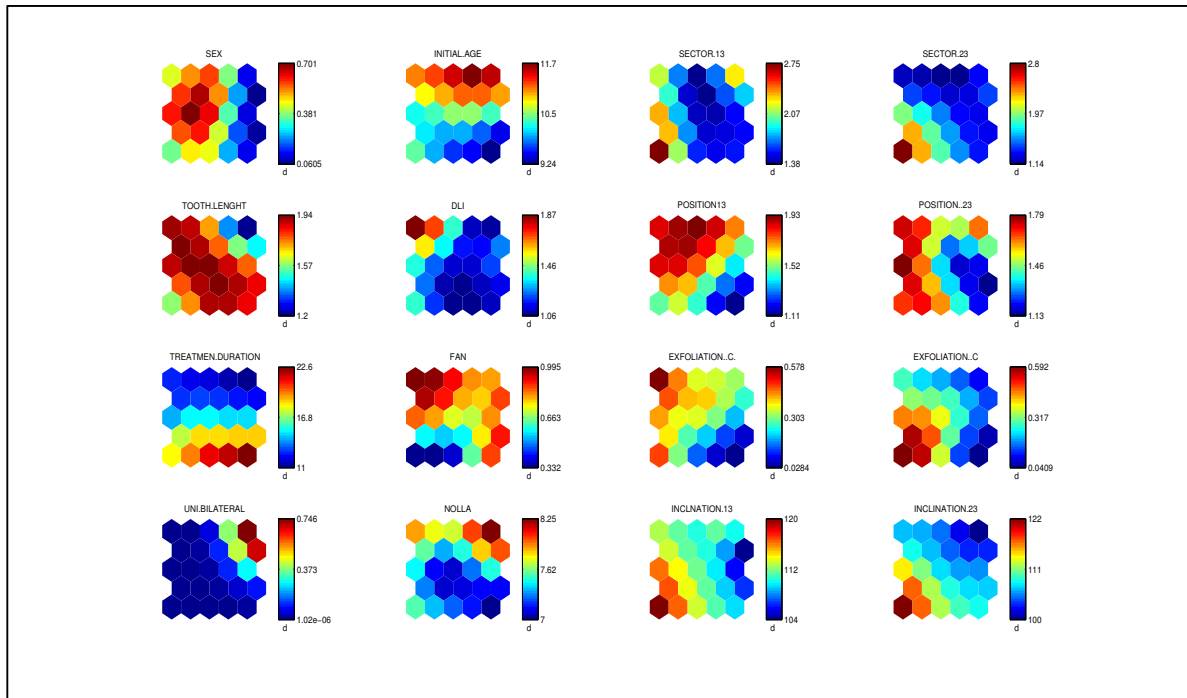 SEX
0.701
0.381
0.0605
d
INITIAL.AGE
11.7
10.5
9.24
d
SECTOR.13
2.75
2.07
1.38
d
SECTOR.23
2.8
1.97
1.14
d
TOOTH.LENGHT
1.94
1.57
1.2
d
DLI
1.87
1.46
1.06
d
POSITION13
1.93
1.52
1.11
d
POSITION..23
1.79
1.46
1.13
d
TREATMEN.DURATION
22.6
16.8
11
d
FAN
0.995
0.663
0.332
d
EXFOLIATION..C.
0.578
0.303
0.0284
d
EXFOLIATION..C
0.592
0.317
0.0409
d
UNI.BILATERAL
0.746
0.373
1.02e−06
d
NOLLA
8.25
7.62
7
d
INCLNATION.13
120
112
104
d
INCLINATION.23
122
111
100
d